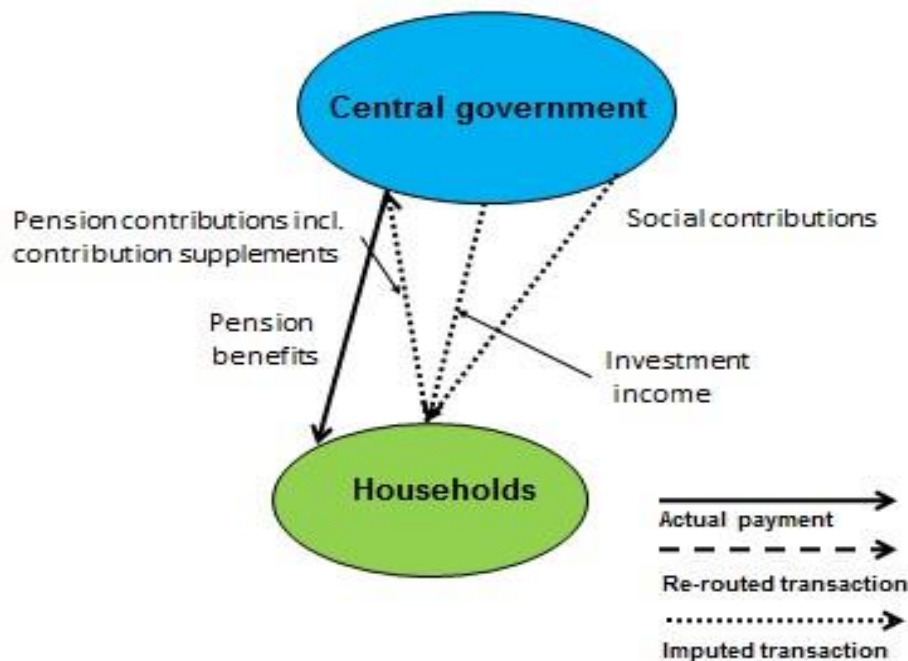 Central government
Pension contributions incl.
contribution supplements
Social contributions
Pension
benefits
Investment
income
Households
Actual payment
Re-routed transaction
Imputed transaction